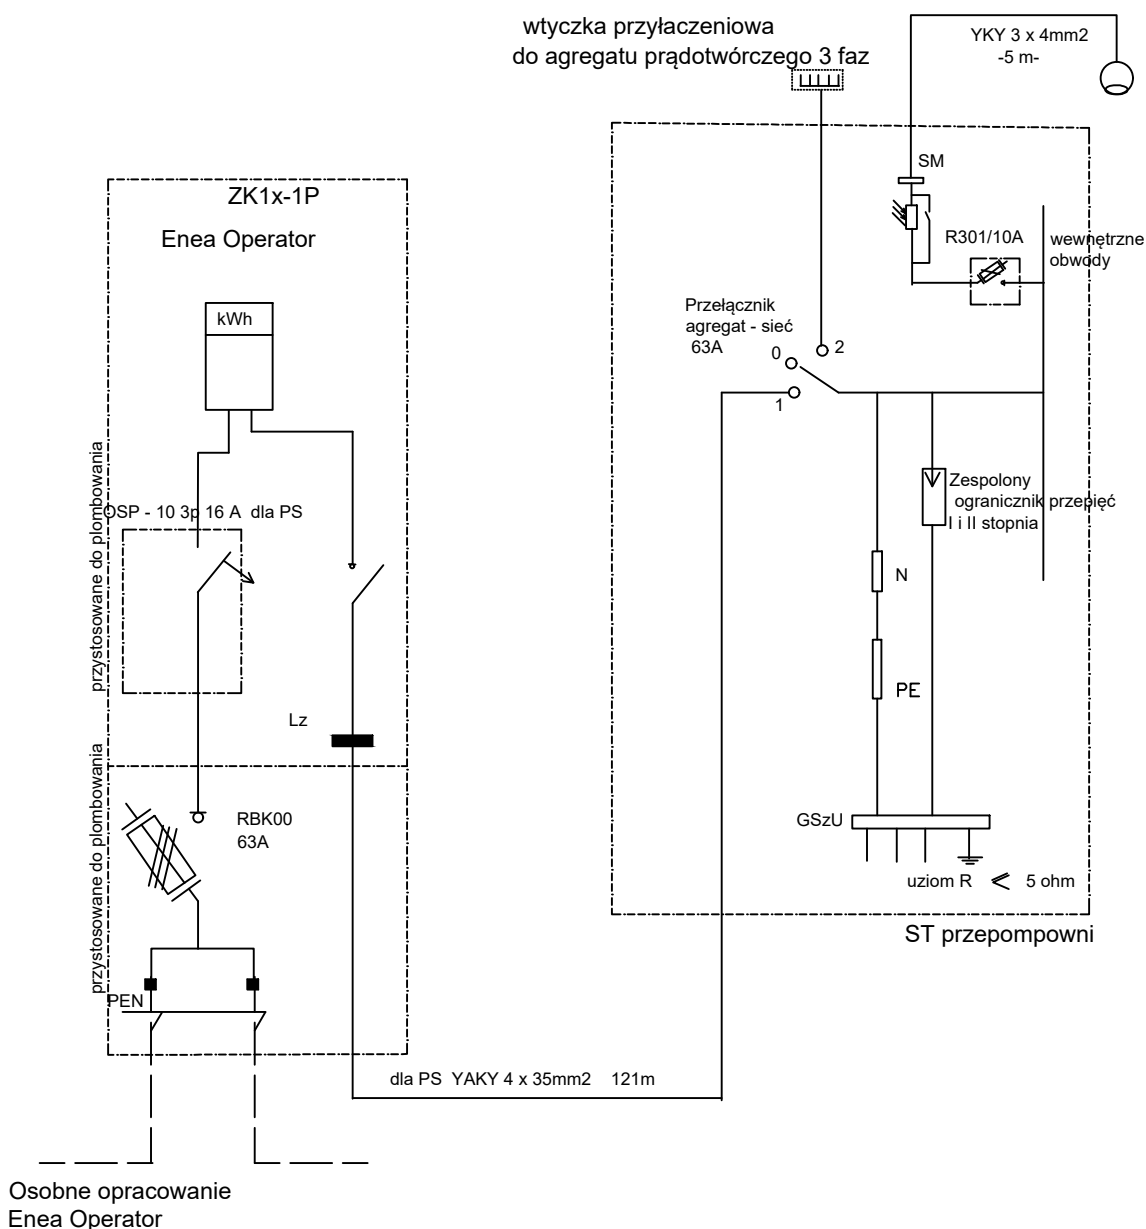 wtyczka przyłaczeniowa
do agregatu prądotwórczego 3 faz
YKY 3 x 4mm2
-5 m-
SM
R301/10A
wewnętrzne
obwody
ZK1x-1P
Enea Operator
kWh
Przełącznik
agregat - sieć
63A
0
2
1
przystosowane do plombowania
OSP - 10 3p 16 A dla PS
Zespolony
ogranicznik przepięć
I i II stopnia
N
PE
Lz
przystosowane do plombowania
RBK00
63A
GSzU
uziom R < 5 ohm
ST przepompowni
PEN
dla PS YAKY 4 x 35mm2 121m
Osobne opracowanie
Enea Operator